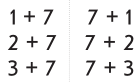 1 + 7 7 + 1
2 + 7 7 + 2
3 + 7 7 + 3